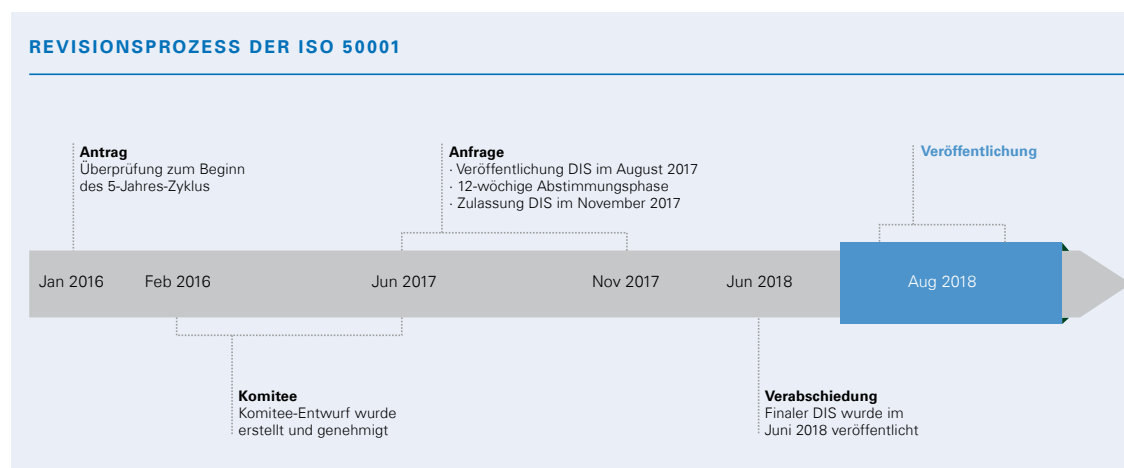 REVISIONSPROZESS DER ISO 50001
Antrag
Überprüfung zum Beginn
des 5-Jahres-Zyklus
Anfrage
· Veröffentlichung DIS im August 2017
· 12-wöchige Abstimmungsphase
· Zulassung DIS im November 2017
Veröffentlichung
Jan 2016 Feb 2016 Jun 2017 Nov 2017 Jun 2018 Aug 2018
Komitee
Komitee-Entwurf wurde
erstellt und genehmigt
Verabschiedung
Finaler DIS wurde im
Juni 2018 veröffentlicht